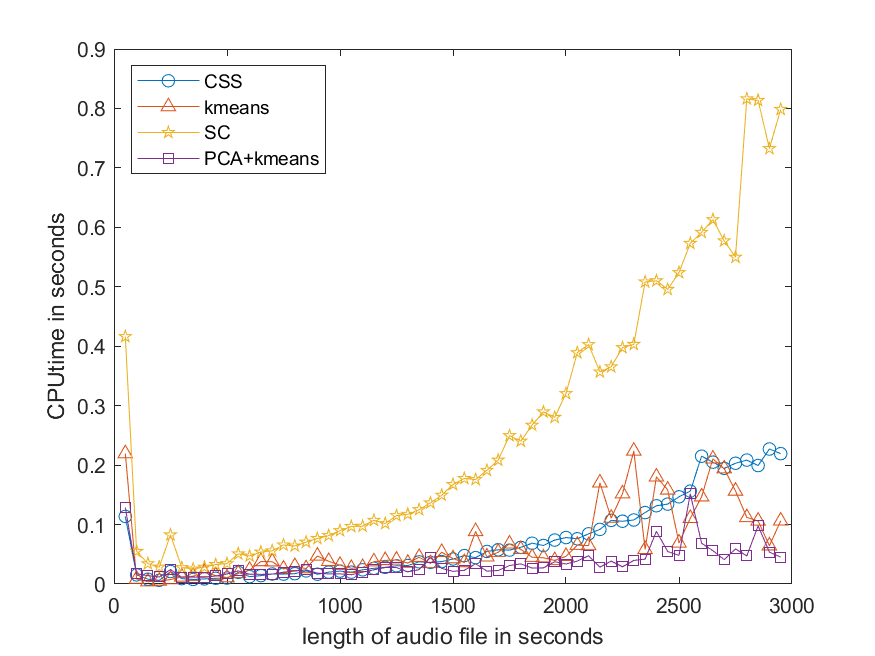 0.9
0.8
0.7
0.6
0.5
0.4
0.3
0.2
0.1
0
CPUtime in seconds
CSS
kmeans
SC
PCA+kmeans
0 500 1000 1500 2000 2500 3000
length of audio file in seconds